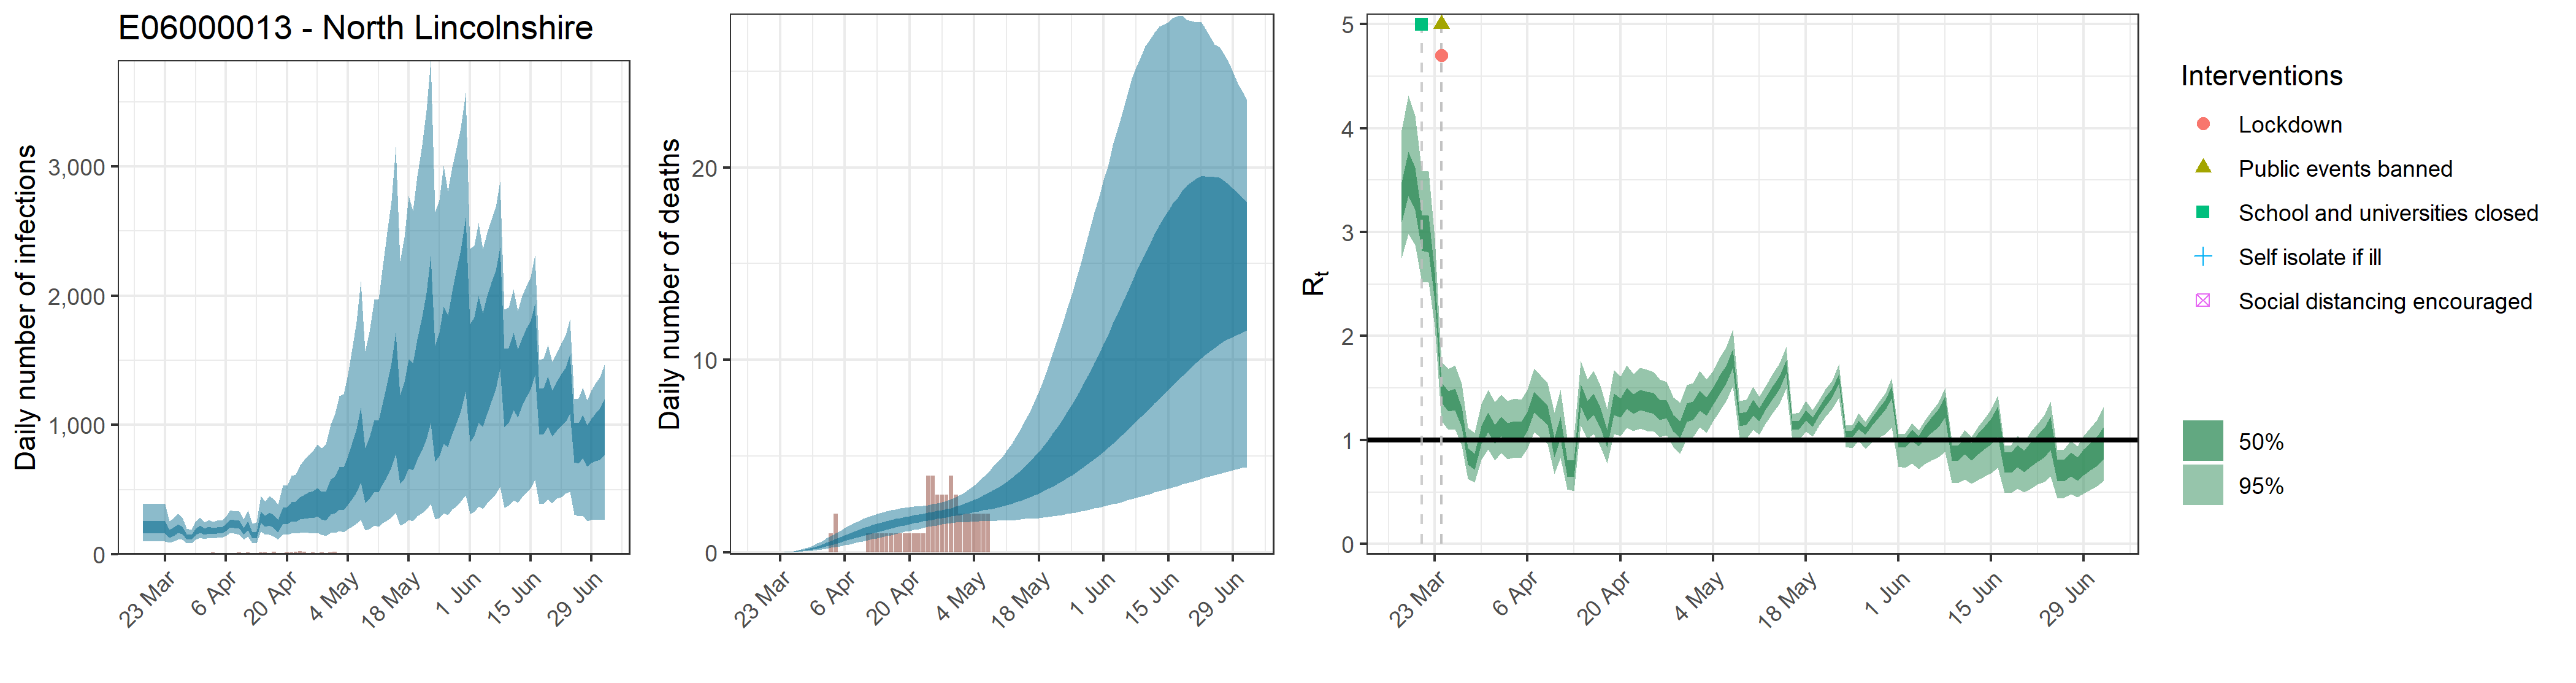 E06000013 - North Lincolnshire
Daily number of infections
3,000
2,000
1,000
0
23 Mar
6 Apr
20 Apr
4 May
18 May
1 Jun
15 Jun
29 Jun
Daily number of deaths
20
10
0
23 Mar
6 Apr
20 Apr
4 May
18 May
1 Jun
15 Jun
29 Jun
Rt
5
4
3
2
1
0
23 Mar
6 Apr
20 Apr
4 May
18 May
1 Jun
15 Jun
29 Jun
Interventions
Lockdown
Public events banned
School and universities closed
Self isolate if ill
Social distancing encouraged
50%
95%